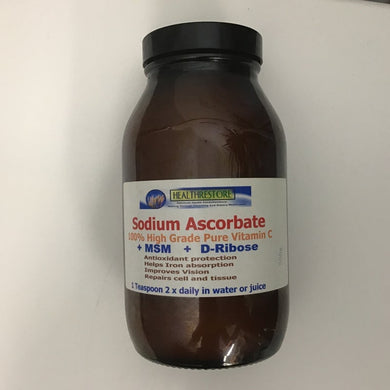 HEALTHRESTORE
Sodium Ascorbate
100% High Grade Pure Vitamin C
+ MSM + D-Ribose
Antioxidant protection
Helps Iron absorption
Improves Vision
Repairs cell and tissue
1 Teaspoon 2 x daily in water or juice